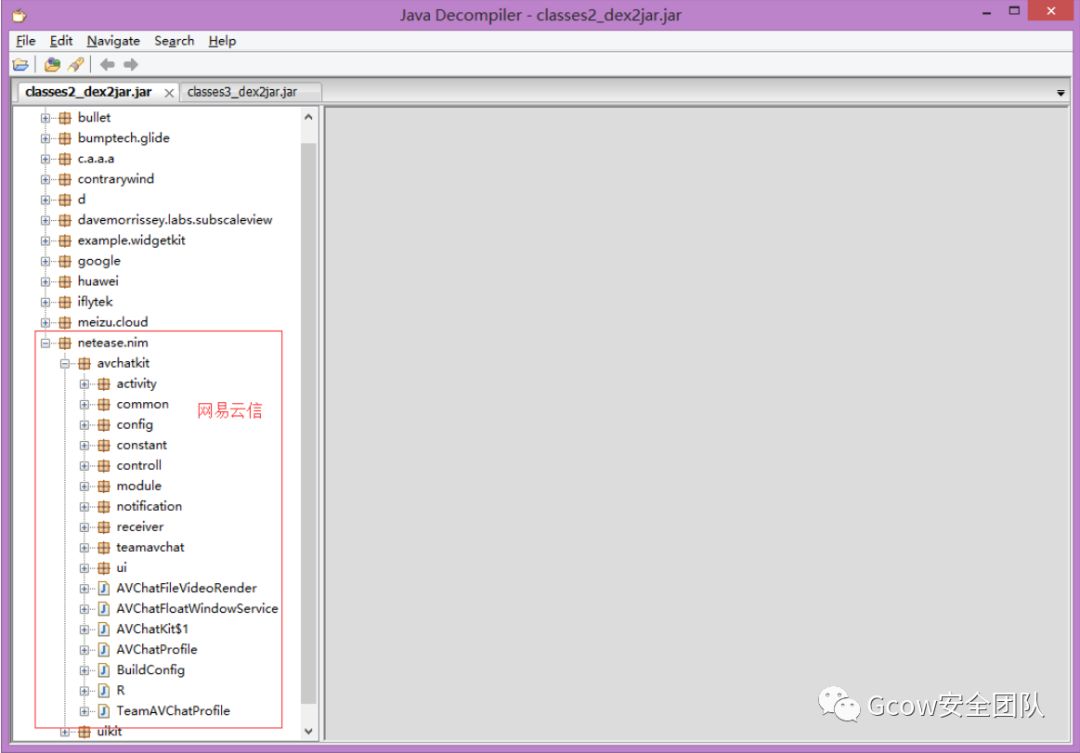 Java Decompiler - classes2_dex2jar.jar
File Edit Navigate Search Help
classes2_dex2jar.jar classes3_dex2jar.jar
bullet
bumptech.glide
c.a.a.a
contrarywind
d
davemorrissey.labs.subscaleview
example.widgetkit
google
huawei
iflytek
meizu.cloud
netease.nim
avchatkit
activity
common
网易云信
config
constant
controll
module
notification
receiver
teamavchat
ui
AVChatFileVideoRender
AVChatFloatWindowService
AVChatKit$1
AVChatProfile
BuildConfig
R
TeamAVChatProfile
uikit
Gcow安全团队